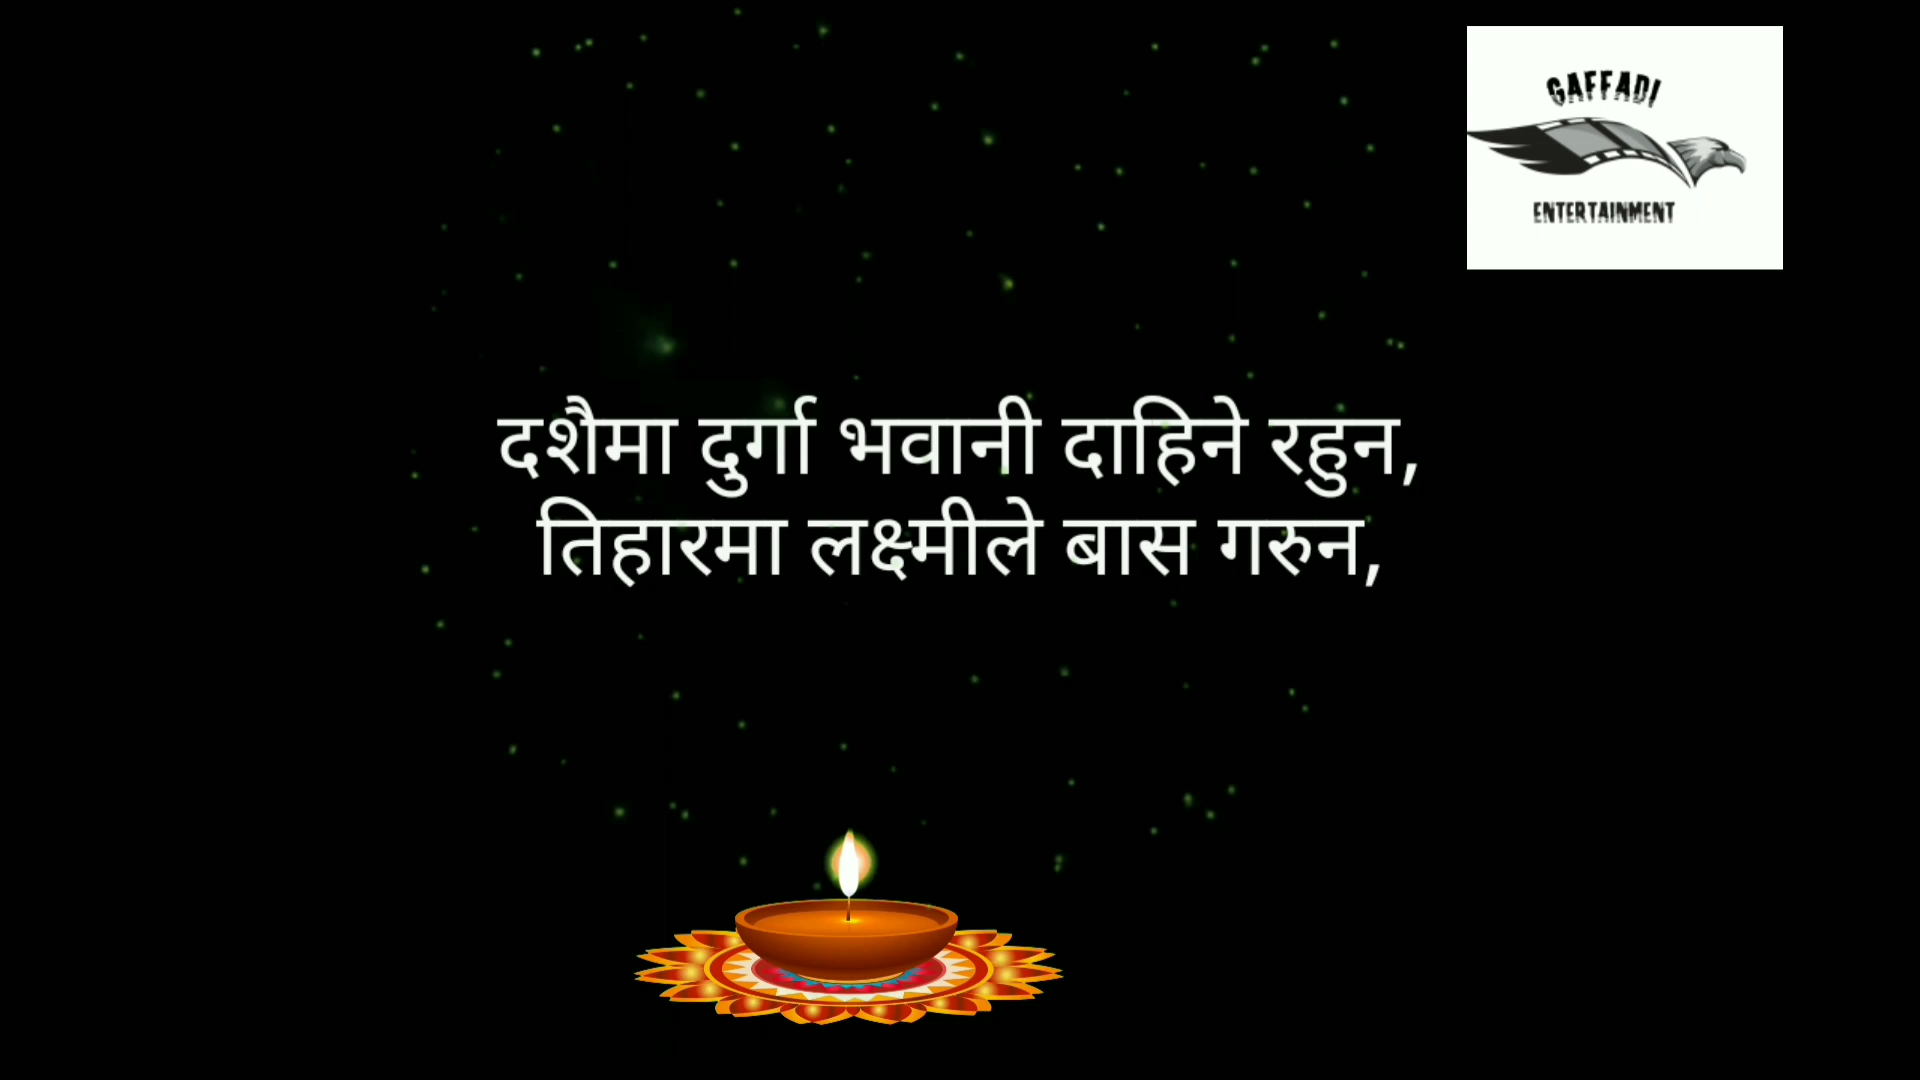 GAFFADI
ENTERTAINMENT
दशैमा दुर्गा भवानी दाहिने रहुन,
तिहारमा लक्ष्मीले बास गरुन,